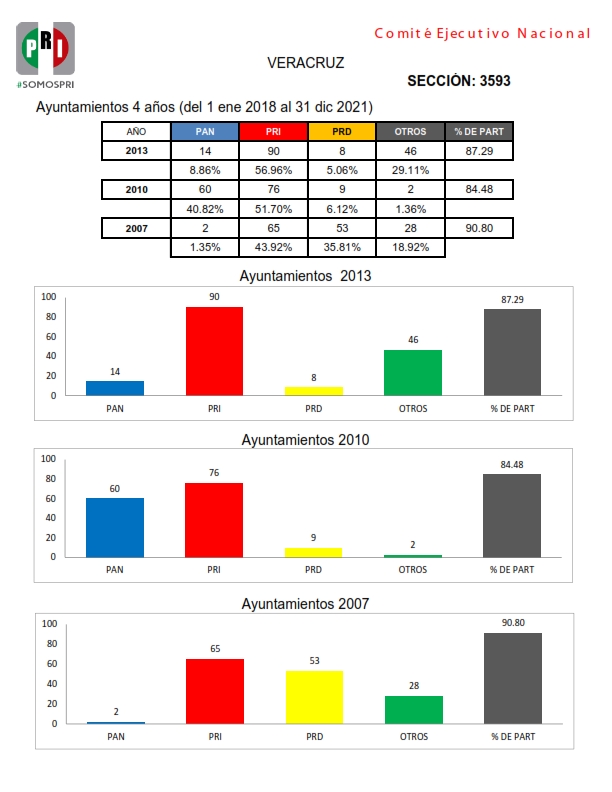 Comité Ejecutivo Nacional
PRI
#SOMOSPRI
VERACRUZ
SECCIÓN: 3593
Ayuntamientos 4 años (del 1 ene 2018 al 31 dic 2021)
AÑO PAN PRI PRD OTROS % DE PART
2013 14 90 8 46 87.29
8.86% 56.96% 5.06% 29.11%
2010 60 76 9 2 84.48
40.82% 51.70% 6.12% 1.36%
2007 2 65 53 28 90.80
1.35% 43.92% 35.81% 18.92%
Ayuntamientos 2013
100
80
60
40
20
0
14 90 8 46 87.29
PAN PRI PRD OTROS % DE PART
Ayuntamientos 2010
100
80
60
40
20
0
60 76 9 2 84.48
PAN PRI PRD OTROS % DE PART
Ayuntamientos 2007
100
80
60
40
20
0
2 65 53 28 90.80
PAN PRI PRD OTROS % DE PART